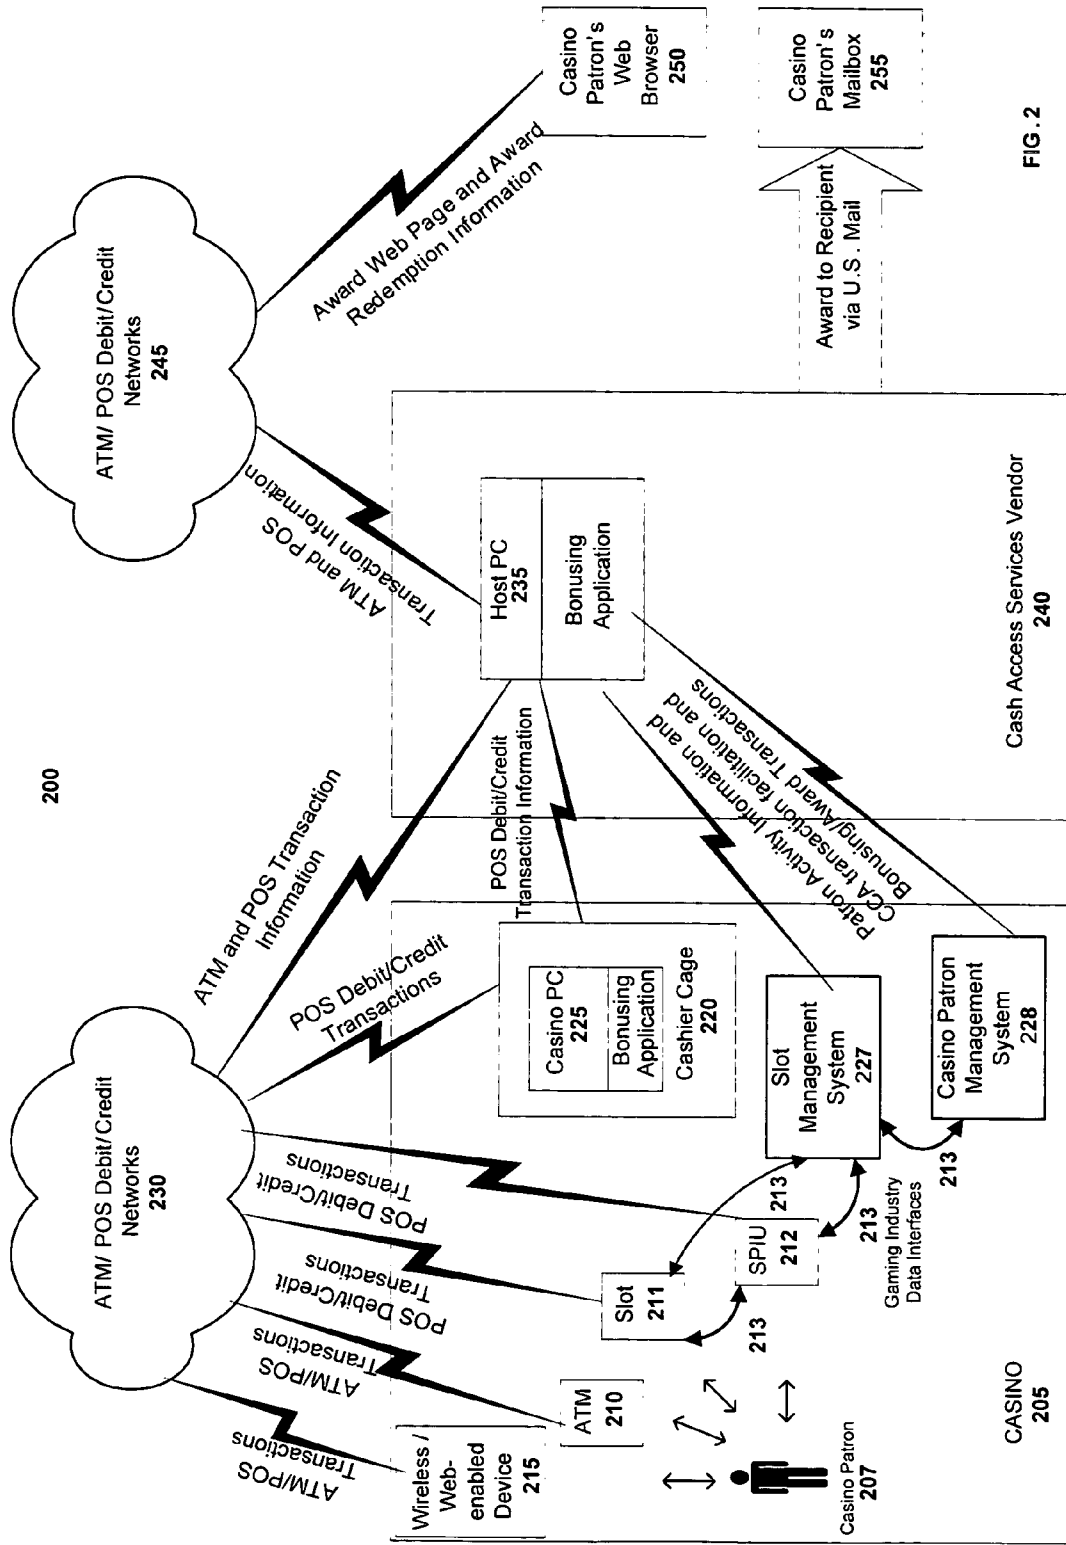 200
ATM/ POS Debit/Credit
Networks
230
ATM/ POS Debit/Credit
Networks
245
ATM/POS
Transactions
ATM/POS
Transactions
POS Debit/Credit
Transactions
POS Debit/Credit
Transactions
POS Debit/Credit
Transactions
ATM and POS Transaction
Information
ATM and POS
Transaction Information
Award Web Page and Award
Redemption Information
Wireless /
Web-
enabled
Device
215
ATM
210
Slot
211
SPIU
212
213
213
213
213
Gaming Industry
Data Interfaces
Casino PC
225
Bonusing
Application
Cashier Cage
220
POS Debit/Credit
Transaction Information
Host PC
235
Bonusing
Application
Casino
Patron's
Web
Browser
250
Casino
Patron's
Mailbox
255
Award to Recipient
via U.S. Mail
Slot
Management
System
227
Casino Patron
Management
System
228
Patron Activity Information and
CCA transaction facilitation and
Bonusing/Award Transactions
Casino Patron
207
CASINO
205
Cash Access Services Vendor
240
FIG. 2